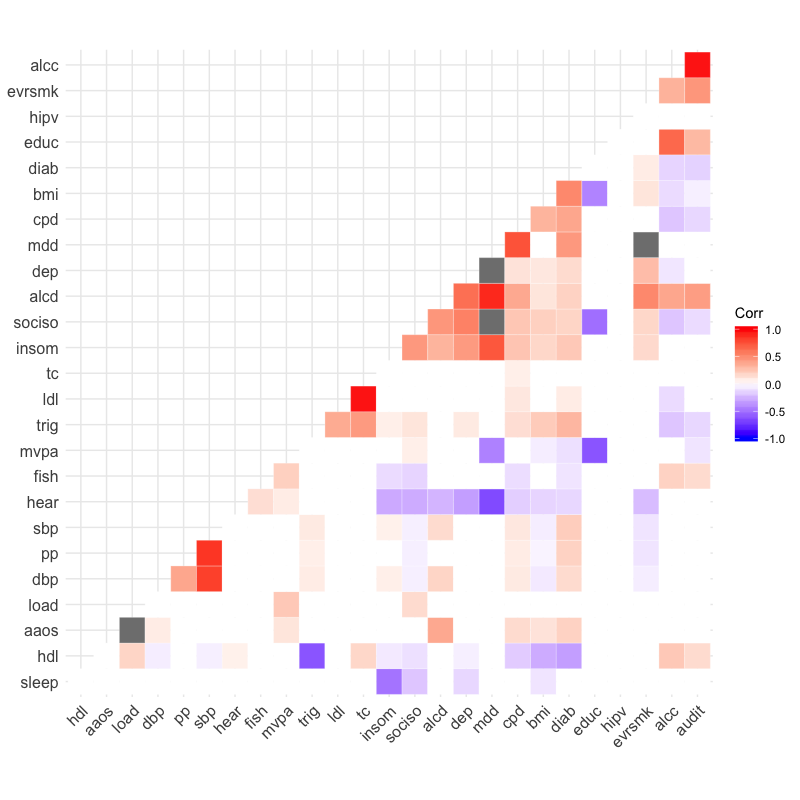 alcc
evrsmk
hipv
educ
diab
bmi
cpd
mdd
dep
alcd
sociso
insom
tc
ldl
trig
mvpa
fish
hear
sbp
pp
dbp
load
aaos
hdl
sleep
hdl aaos load dbp pp sbp hear fish mvpa trig ldl tc insom sociso alcd dep mdd cpd bmi diab educ hipv evrsmk alcc audit
Corr
1.0
0.5
0.0
-0.5
-1.0